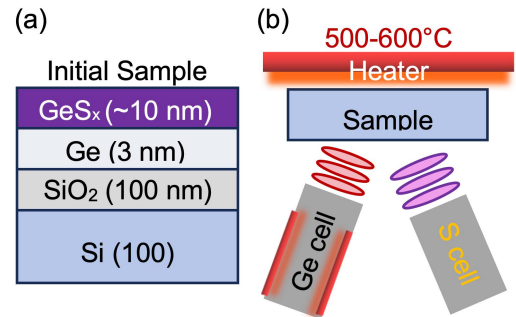 (a)
Initial Sample
GeSₓ (~10 nm)
Ge (3 nm)
SiO₂ (100 nm)
Si (100)
(b)
500-600°C
Heater
Sample
Ge cell
S cell